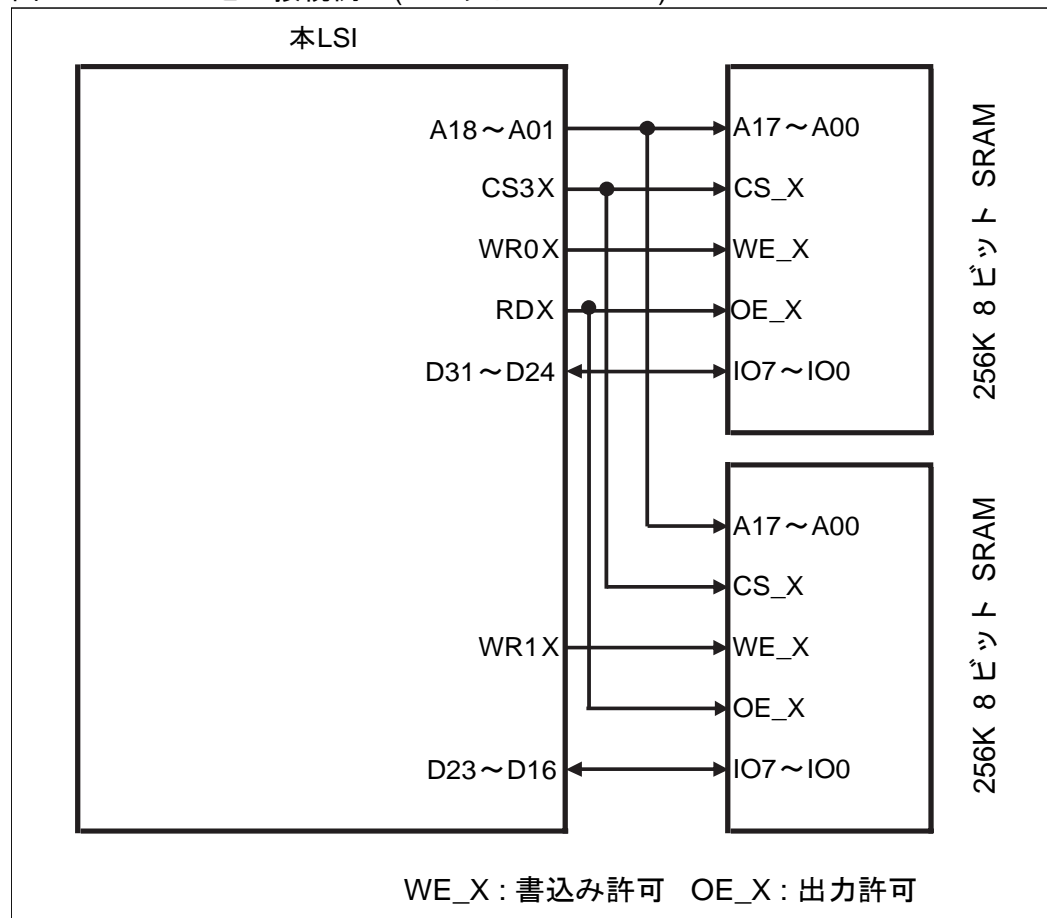 本LSI
A18～A01
CS3X
WR0X
RDX
D31～D24
A17～A00
CS_X
WE_X
OE_X
IO7～IO0
256K 8 ビット SRAM
WR1X
D23～D16
A17～A00
CS_X
WE_X
OE_X
IO7～IO0
256K 8 ビット SRAM
WE_X : 書込み許可 OE_X : 出力許可